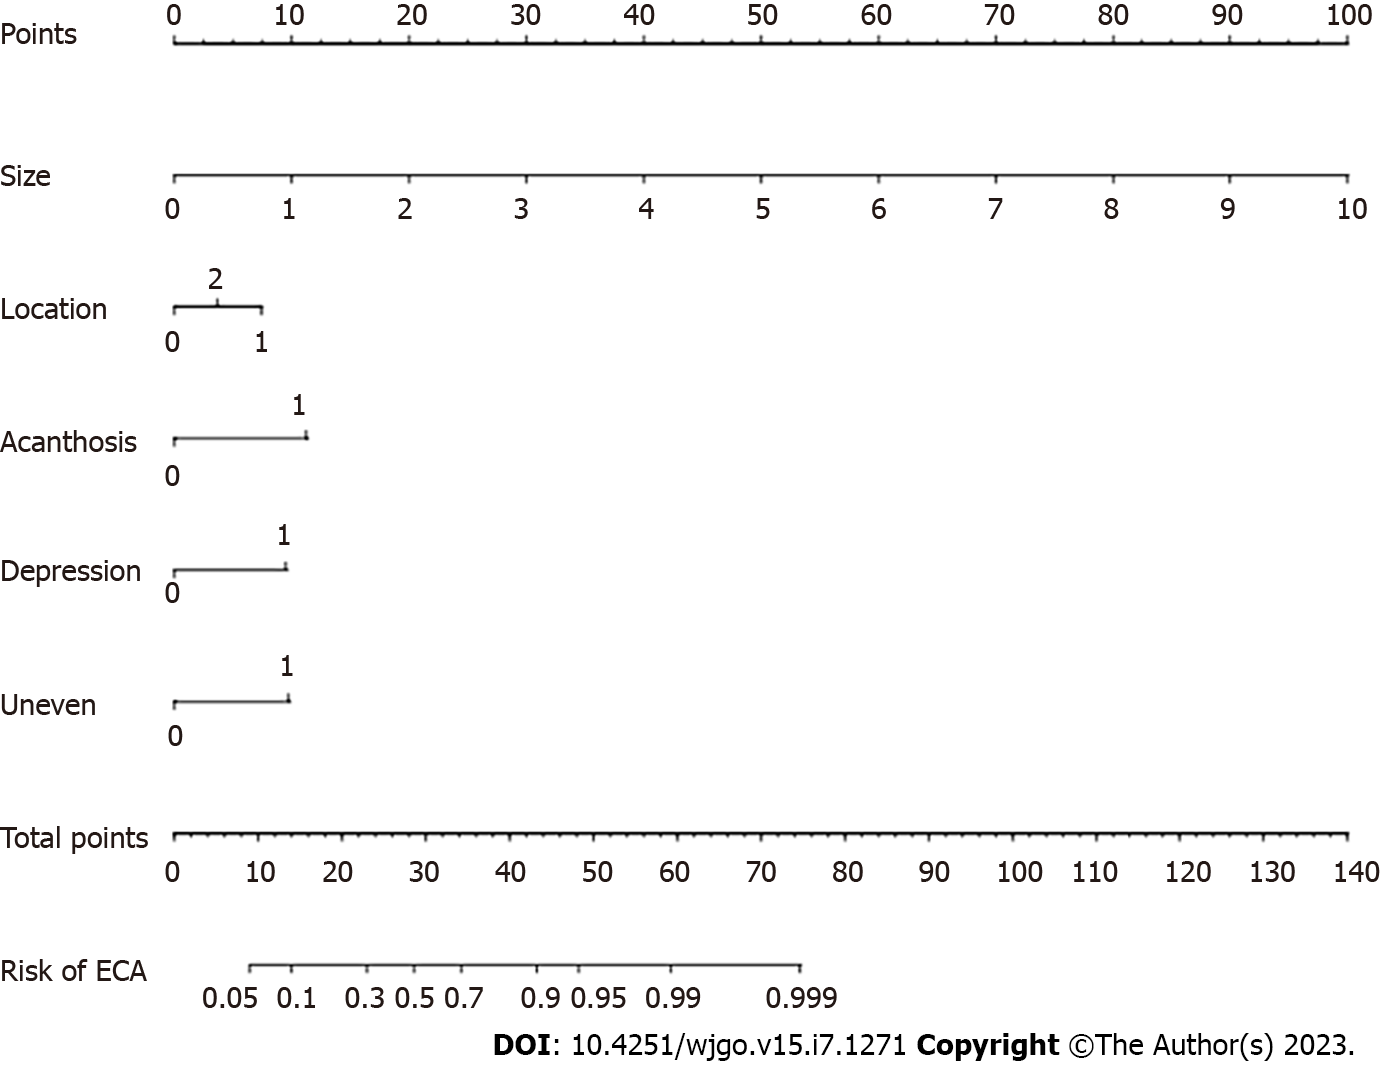 0 10 20 30 40 50 60 70 80 90 100
Points
Size
0 1 2 3 4 5 6 7 8 9 10
2
Location
0 1
1
Acanthosis
0
1
Depression
0
1
Uneven
0
Total points
0 10 20 30 40 50 60 70 80 90 100 110 120 130 140
Risk of ECA
0.05 0.1 0.3 0.5 0.7 0.9 0.95 0.99 0.999
DOI: 10.4251/wjgo.v15.i7.1271 Copyright ©The Author(s) 2023.